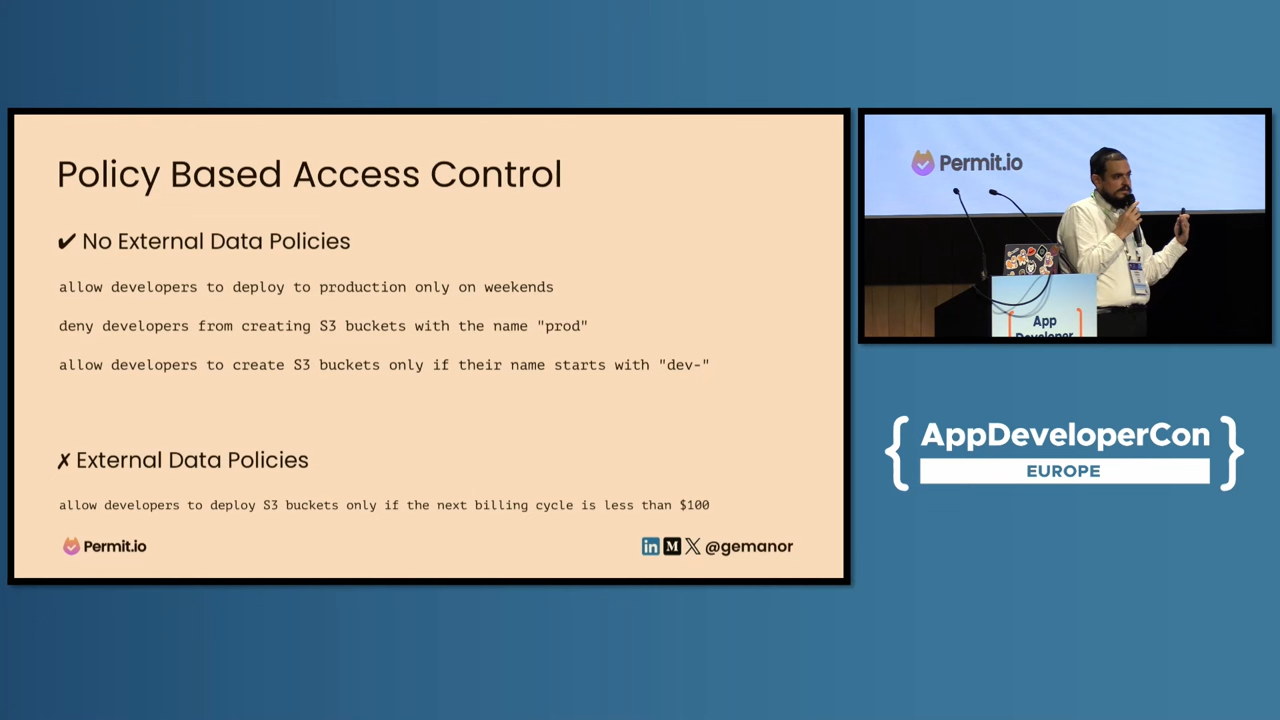 Policy Based Access Control
✔ No External Data Policies
allow developers to deploy to production only on weekends
deny developers from creating S3 buckets with the name "prod"
allow developers to create S3 buckets only if their name starts with "dev-"
✗ External Data Policies
allow developers to deploy S3 buckets only if the next billing cycle is less than $100
Permit.io
in M X @gemanor
Permit.io
App
Developer
{ AppDeveloperCon }
EUROPE